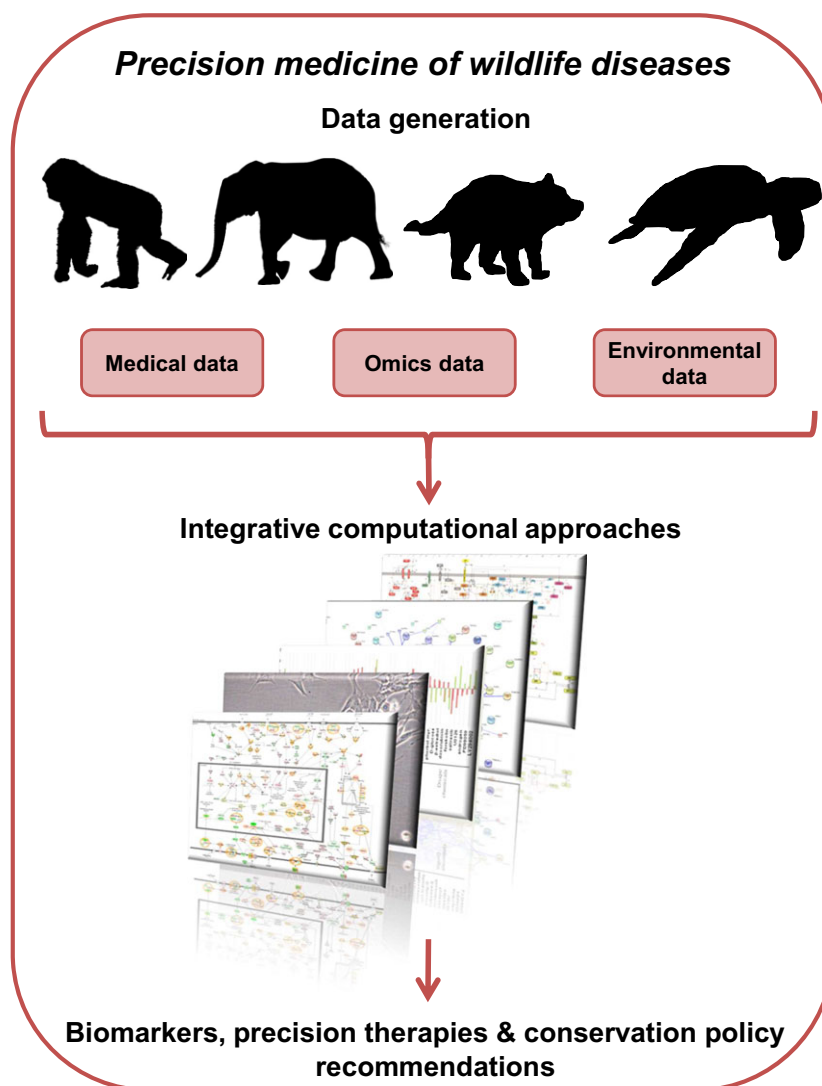 Precision medicine of wildlife diseases
Data generation
Medical data
Omics data
Environmental
data
Integrative computational approaches
Biomarkers, precision therapies & conservation policy
recommendations